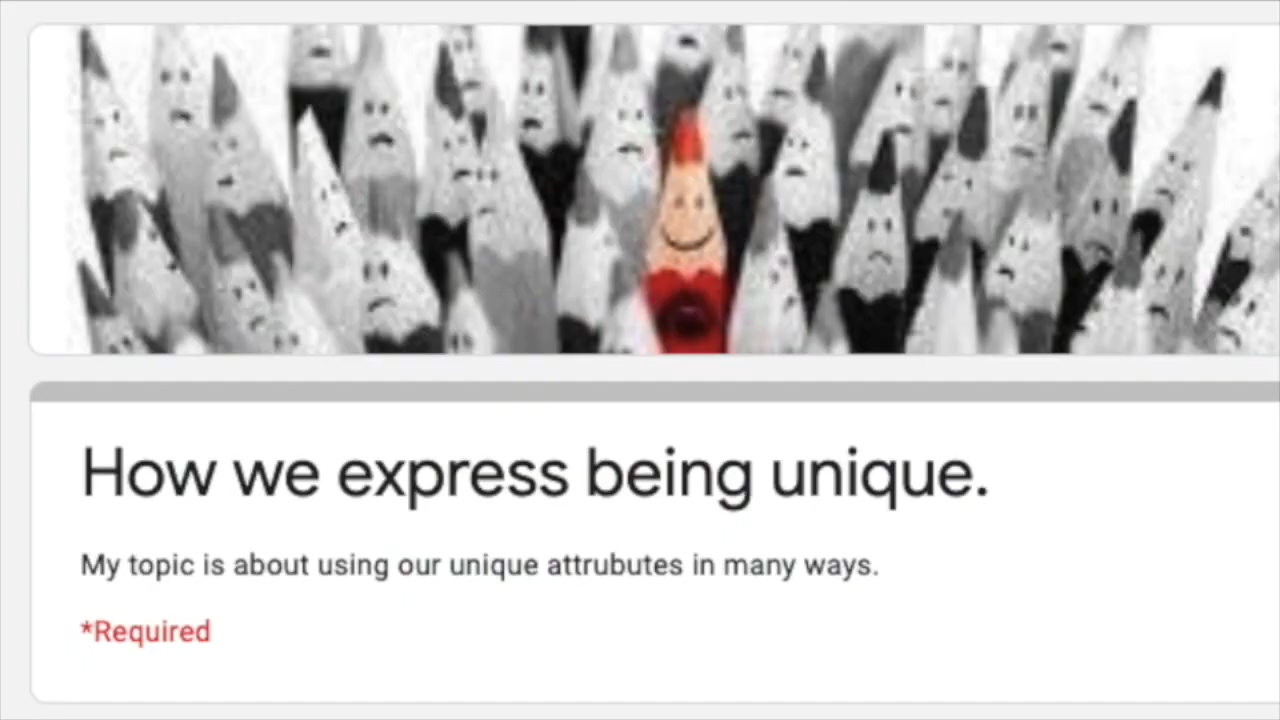 How we express being unique.
My topic is about using our unique attrubutes in many ways.
*Required